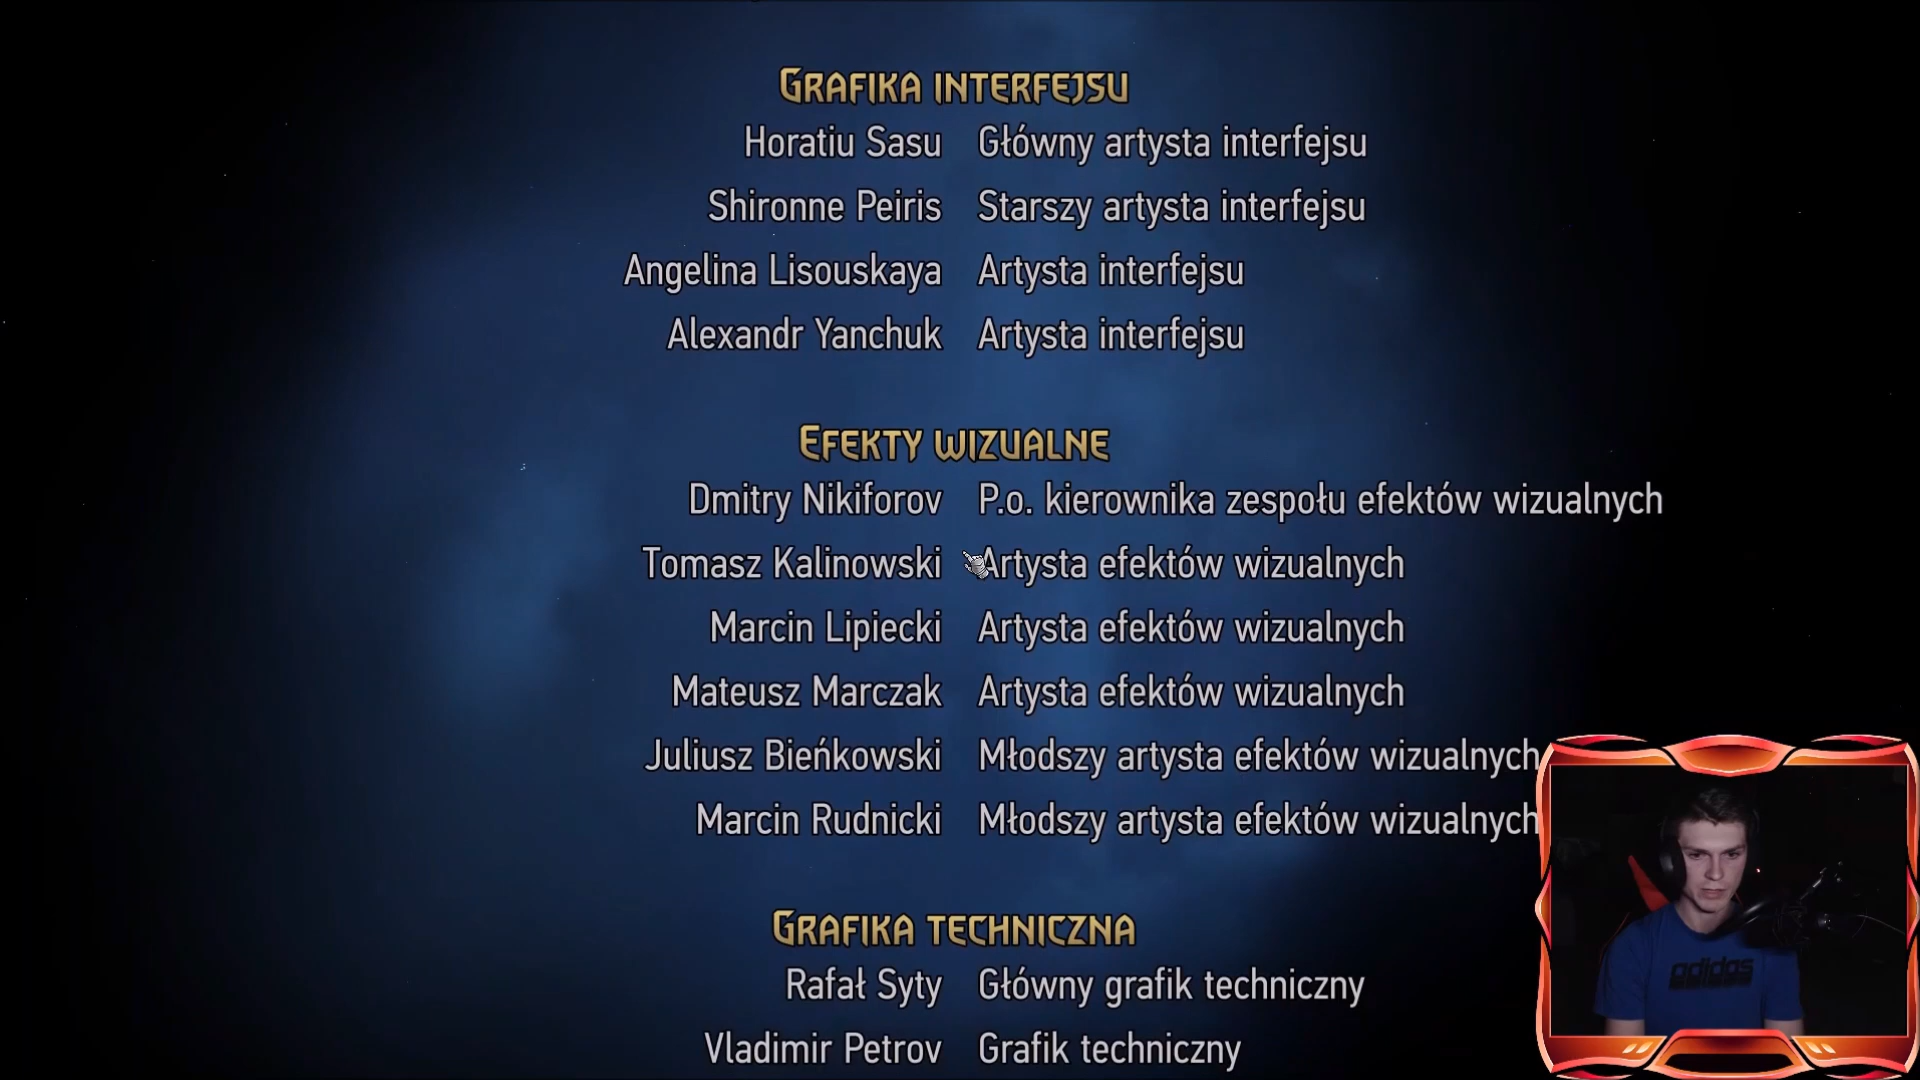 Grafika interfejsu
Horatiu Sasu Główny artysta interfejsu
Shironne Peiris Starszy artysta interfejsu
Angelina Lisouskaya Artysta interfejsu
Alexandr Yanchuk Artysta interfejsu
Efekty wizualne
Dmitry Nikiforov P.o. kierownika zespołu efektów wizualnych
Tomasz Kalinowski Artysta efektów wizualnych
Marcin Lipiecki Artysta efektów wizualnych
Mateusz Marczak Artysta efektów wizualnych
Juliusz Bieńkowski Młodszy artysta efektów wizualnych
Marcin Rudnicki Młodszy artysta efektów wizualnych
Grafika techniczna
Rafał Syty Główny grafik techniczny
Vladimir Petrov Grafik techniczny
adidas